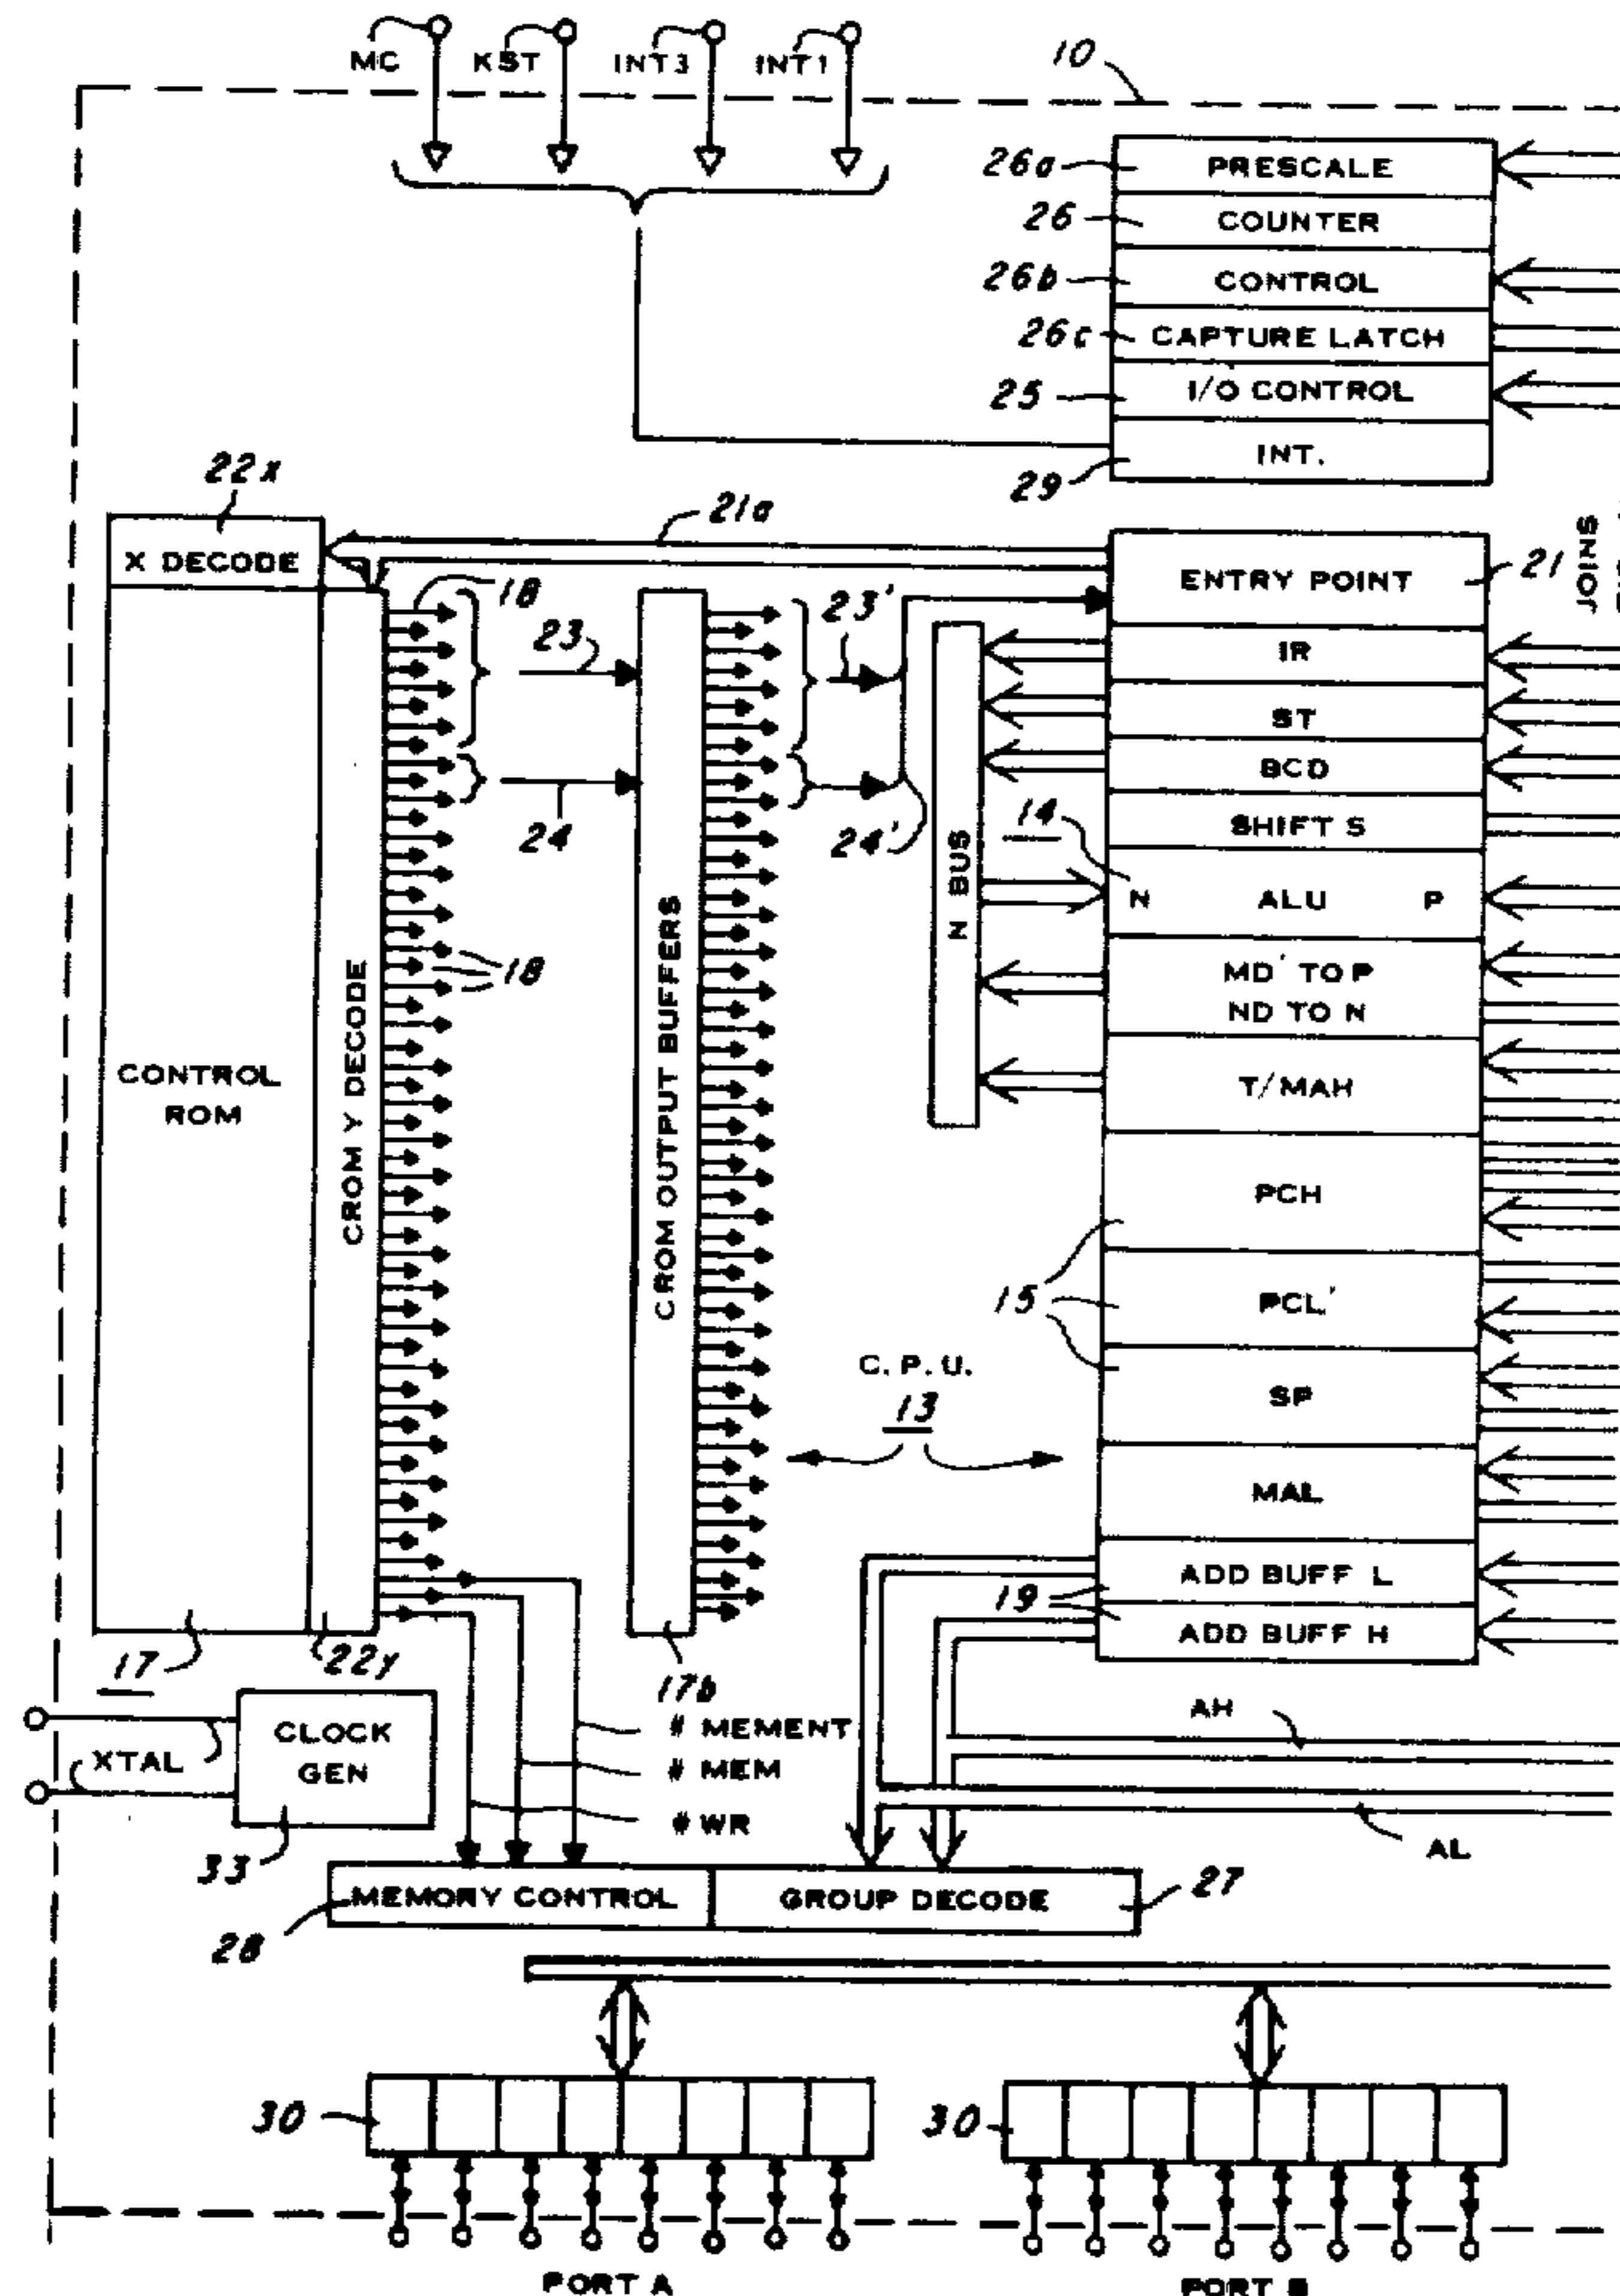 MC KST INT3 INT1 10
26a PRESCALE
26 COUNTER
26b CONTROL
26c CAPTURE LATCH
25 I/O CONTROL
29 INT.
22x
X DECODE
21a
ENTRY POINT 21
18
23
23'
IR
ST
BCD
24
24'
14
SHIFT S
N ALU P
N BUS
18
MD' TO P
ND TO N
CONTROL
ROM
CROM Y DECODE
CROM OUTPUT BUFFERS
T/MAH
PCH
15
PCL'
C.P.U.
13
SP
MAL
19
ADD BUFF L
ADD BUFF H
17
22y
17b
CLOCK
GEN
XTAL
33
# MEMENT
# MEM
# WR
AH
AL
MEMORY CONTROL
GROUP DECODE
27
28
30
30
PORT A
PORT B